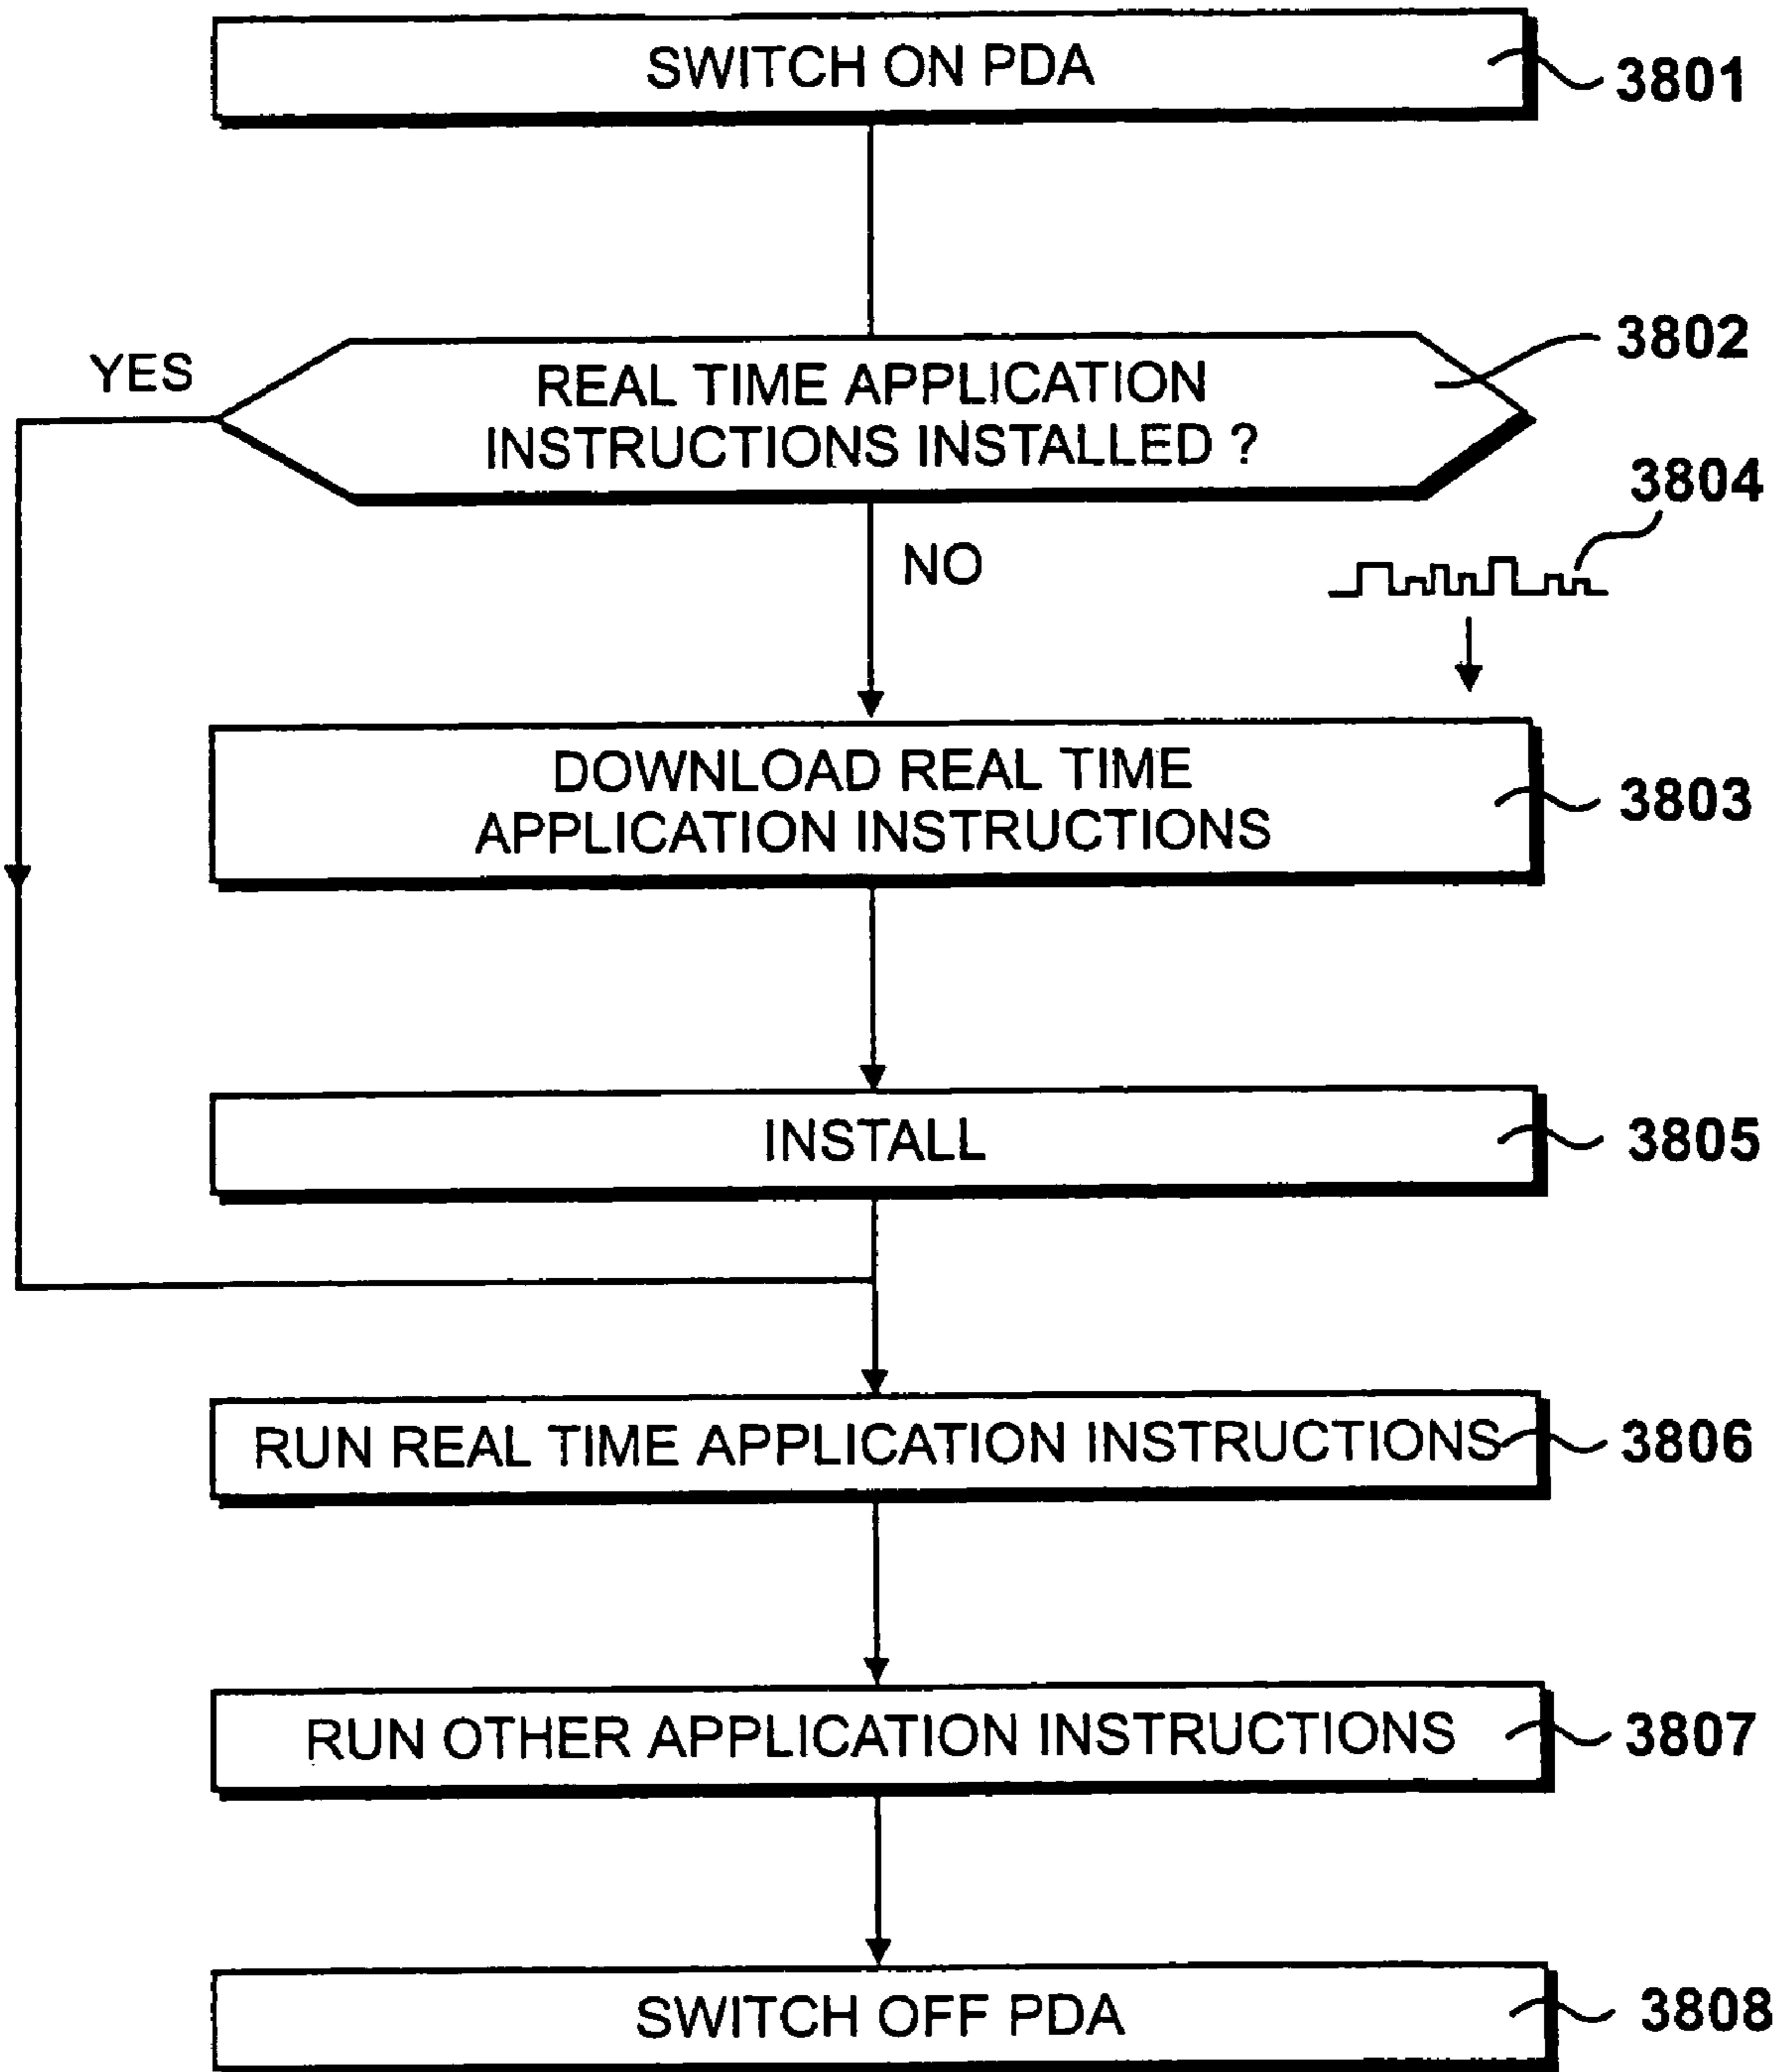 SWITCH ON PDA
3801
3802
YES
REAL TIME APPLICATION
INSTRUCTIONS INSTALLED ?
3804
NO
DOWNLOAD REAL TIME
APPLICATION INSTRUCTIONS
3803
INSTALL
3805
RUN REAL TIME APPLICATION INSTRUCTIONS
3806
RUN OTHER APPLICATION INSTRUCTIONS
3807
SWITCH OFF PDA
3808